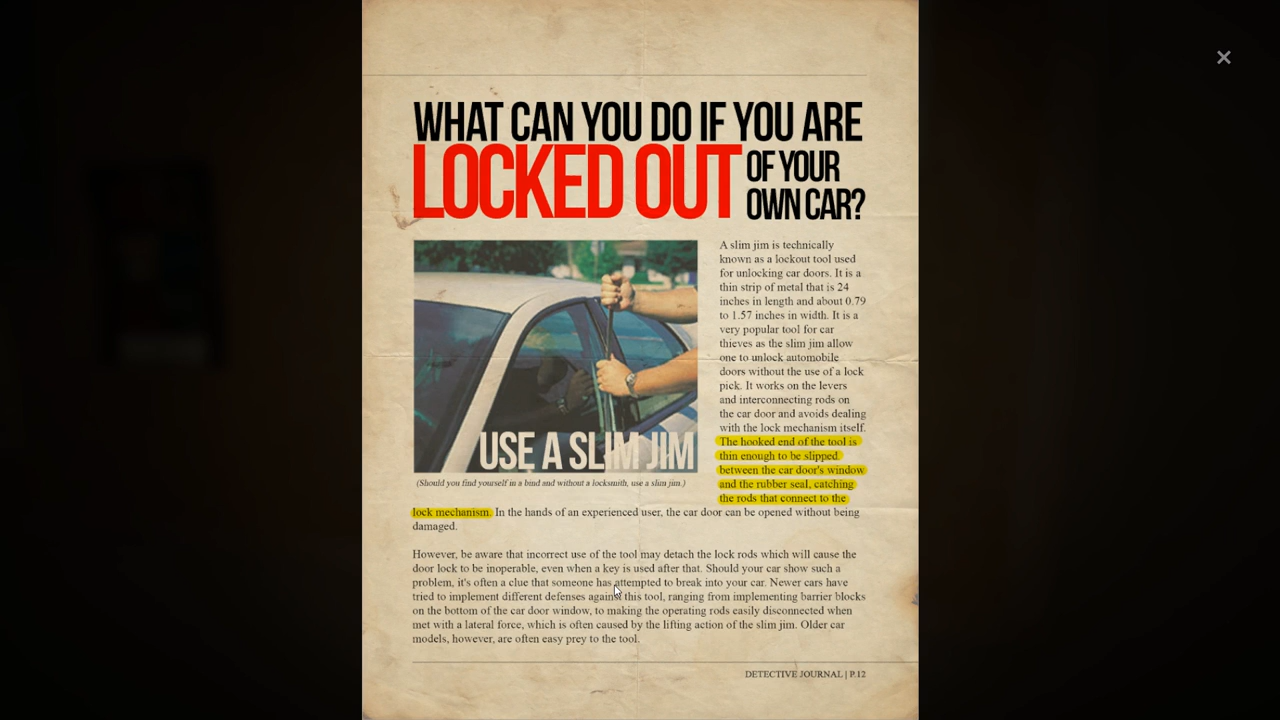 WHAT CAN YOU DO IF YOU ARE
LOCKED OUT OF YOUR
OWN CAR?
A slim jim is technically
known as a lockout tool used
for unlocking car doors. It is a
thin strip of metal that is 24
inches in length and about 0.79
to 1.57 inches in width. It is a
very popular tool for car
thieves as the slim jim allow
one to unlock automobile
doors without the use of a lock
pick. It works on the levers
and interconnecting rods on
the car door and avoids dealing
with the lock mechanism itself.
The hooked end of the tool is
thin enough to be slipped
between the car door's window
and the rubber seal, catching
the rods that connect to the
USE A SLIM JIM
(Should you find yourself in a bind and without a locksmith, use a slim jim.)
lock mechanism. In the hands of an experienced user, the car door can be opened without being
damaged.
However, be aware that incorrect use of the tool may detach the lock rods which will cause the
door lock to be inoperable, even when a key is used after that. Should your car show such a
problem, it's often a clue that someone has attempted to break into your car. Newer cars have
tried to implement different defenses against this tool, ranging from implementing barrier blocks
on the bottom of the car door window, to making the operating rods easily disconnected when
met with a lateral force, which is often caused by the lifting action of the slim jim. Older car
models, however, are often easy prey to the tool.
DETECTIVE JOURNAL | P.12